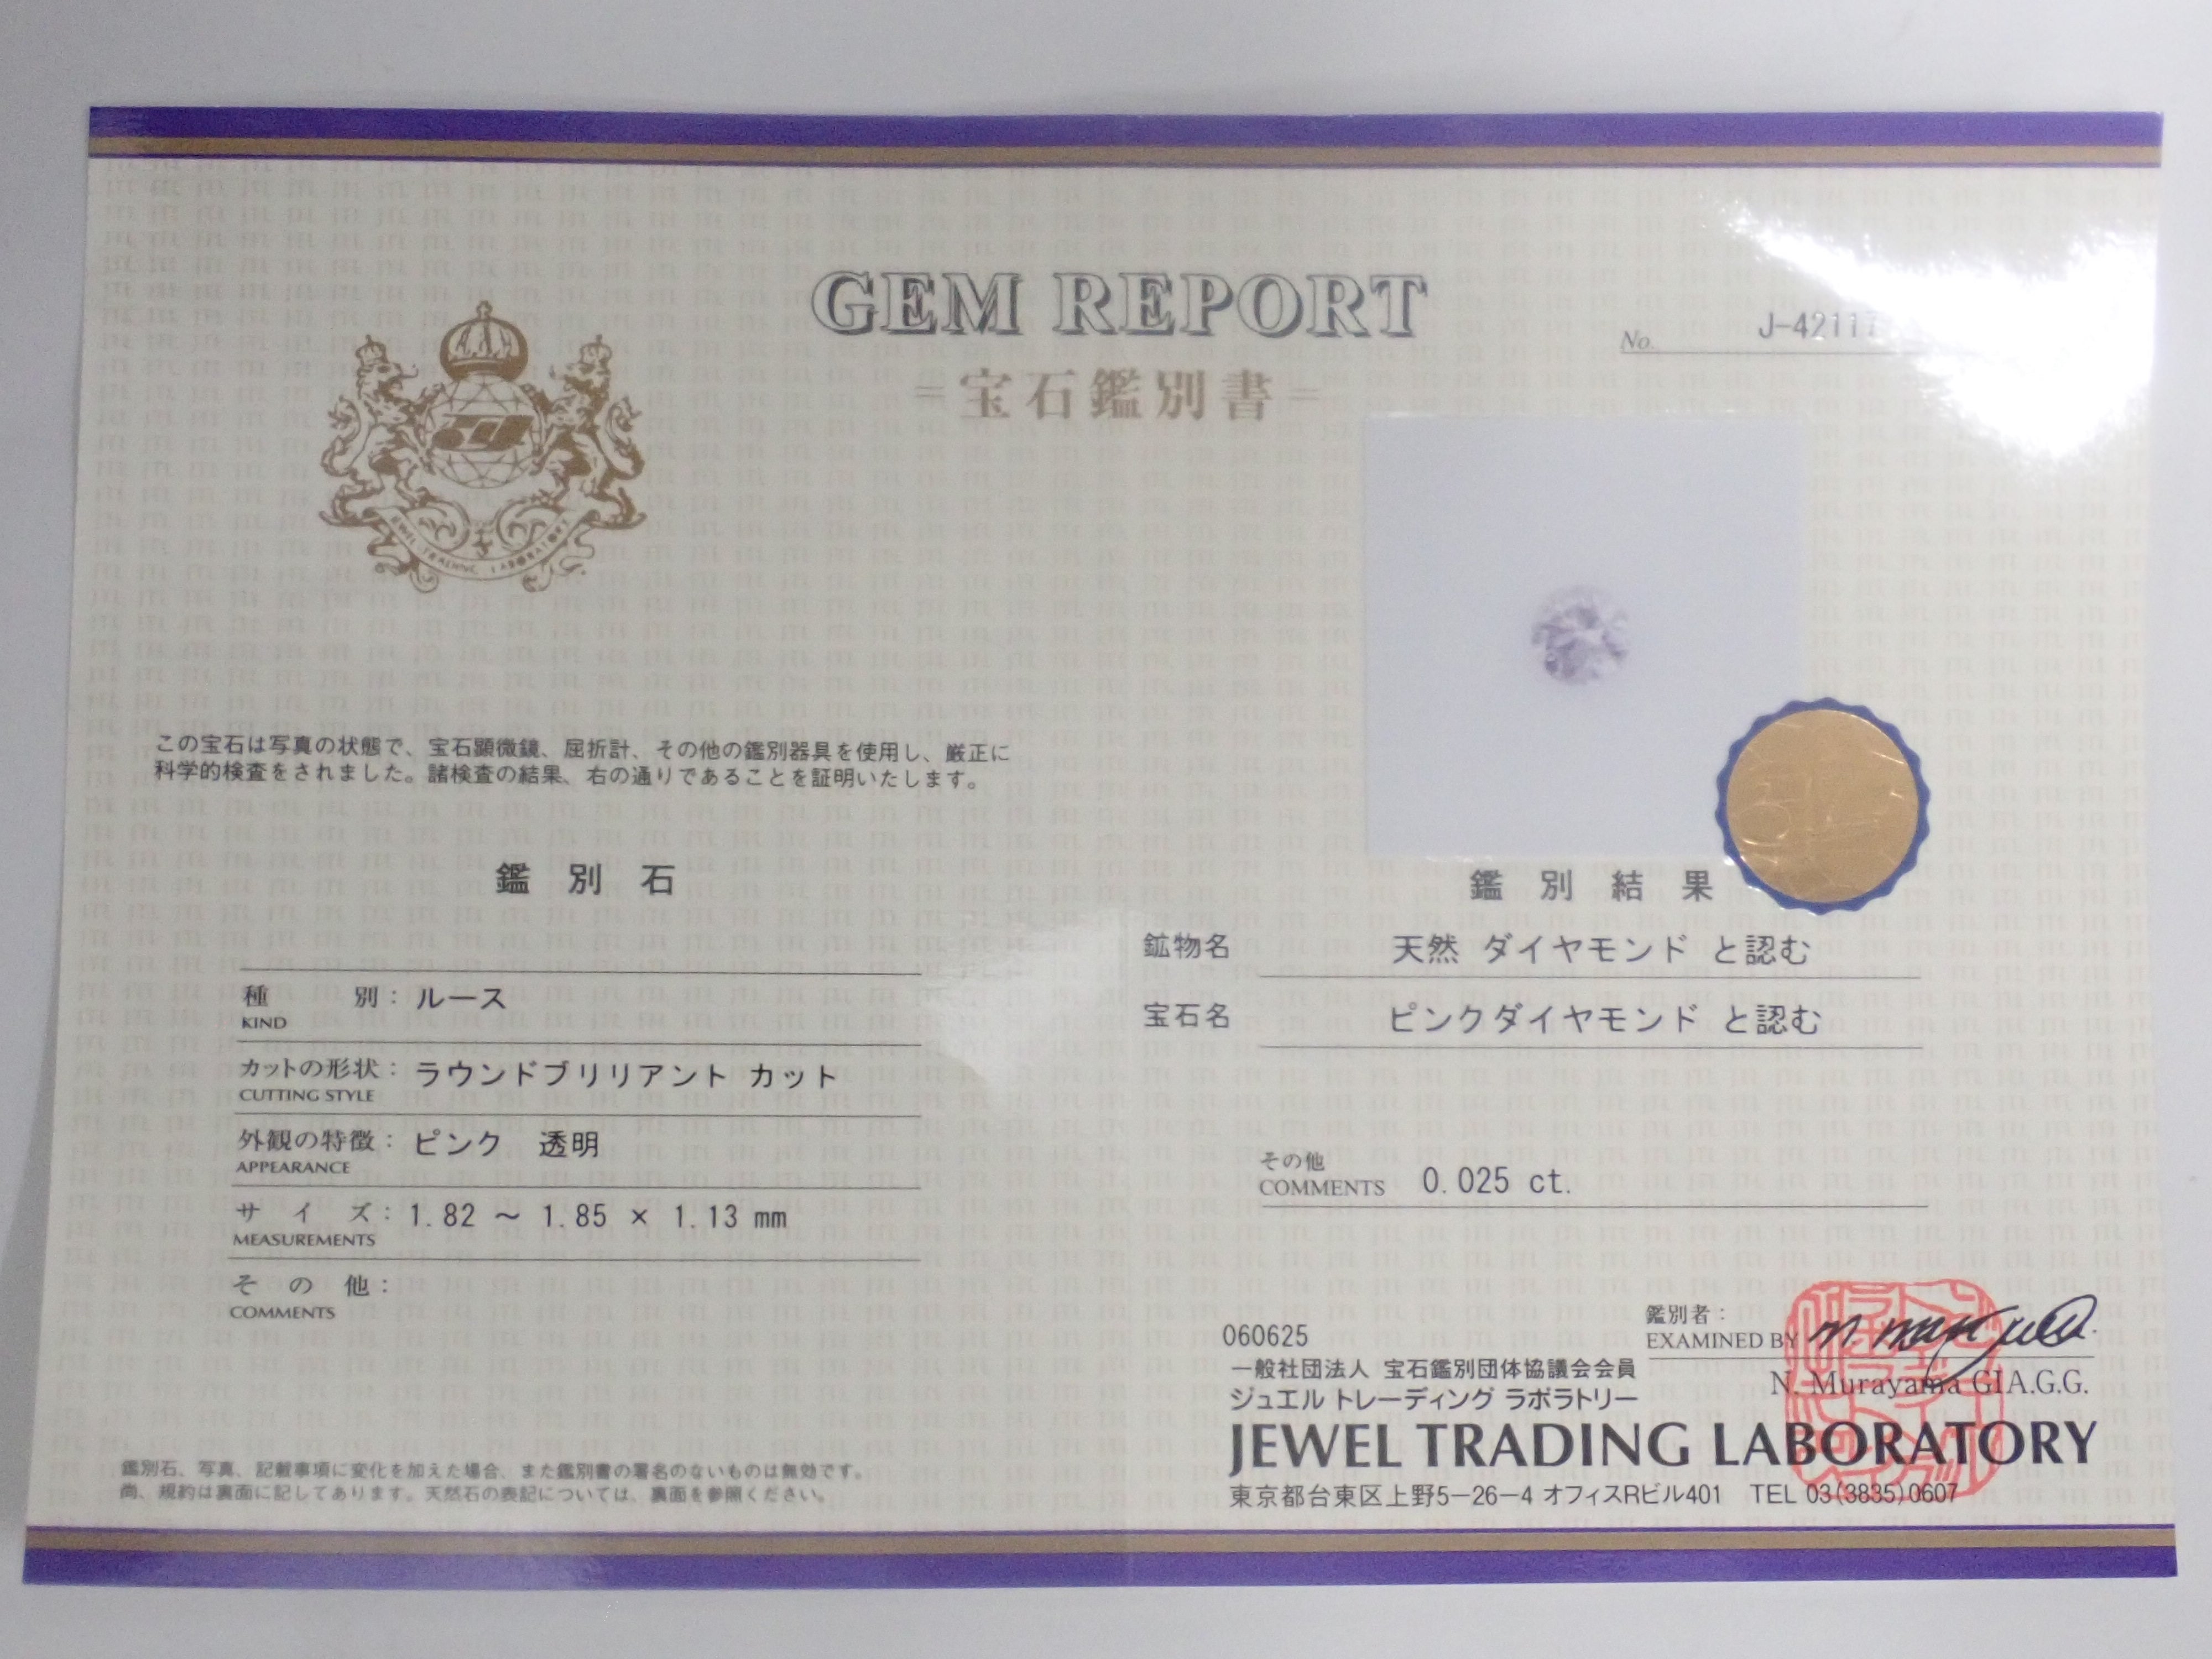 GEM REPORT
No. J-42117
=宝石鑑別書=
JEWEL TRADING LABORATORY
この宝石は写真の状態で、宝石顕微鏡、屈折計、その他の鑑別器具を使用し、厳正に
科学的検査をされました。諸検査の結果、右の通りであることを証明いたします。
鑑別石
種別：ルース
KIND
カットの形状：ラウンドブリリアント カット
CUTTING STYLE
外観の特徴：ピンク 透明
APPEARANCE
サイズ：1.82 ～ 1.85 × 1.13 mm
MEASUREMENTS
その他：
COMMENTS
鑑別石、写真、記載事項に変化を加えた場合、また鑑別書の署名のないものは無効です。
尚、規約は裏面に記してあります。天然石の表記については、裏面を参照ください。
鑑別結果
鉱物名 天然 ダイヤモンド と認む
宝石名 ピンクダイヤモンド と認む
その他
COMMENTS 0.025 ct.
060625
鑑別者：
EXAMINED BY
N. Murayama GIA.G.G.
一般社団法人 宝石鑑別団体協議会会員
ジュエル トレーディング ラボラトリー
JEWEL TRADING LABORATORY
東京都台東区上野5－26－4 オフィスRビル401 TEL 03(3835)0607